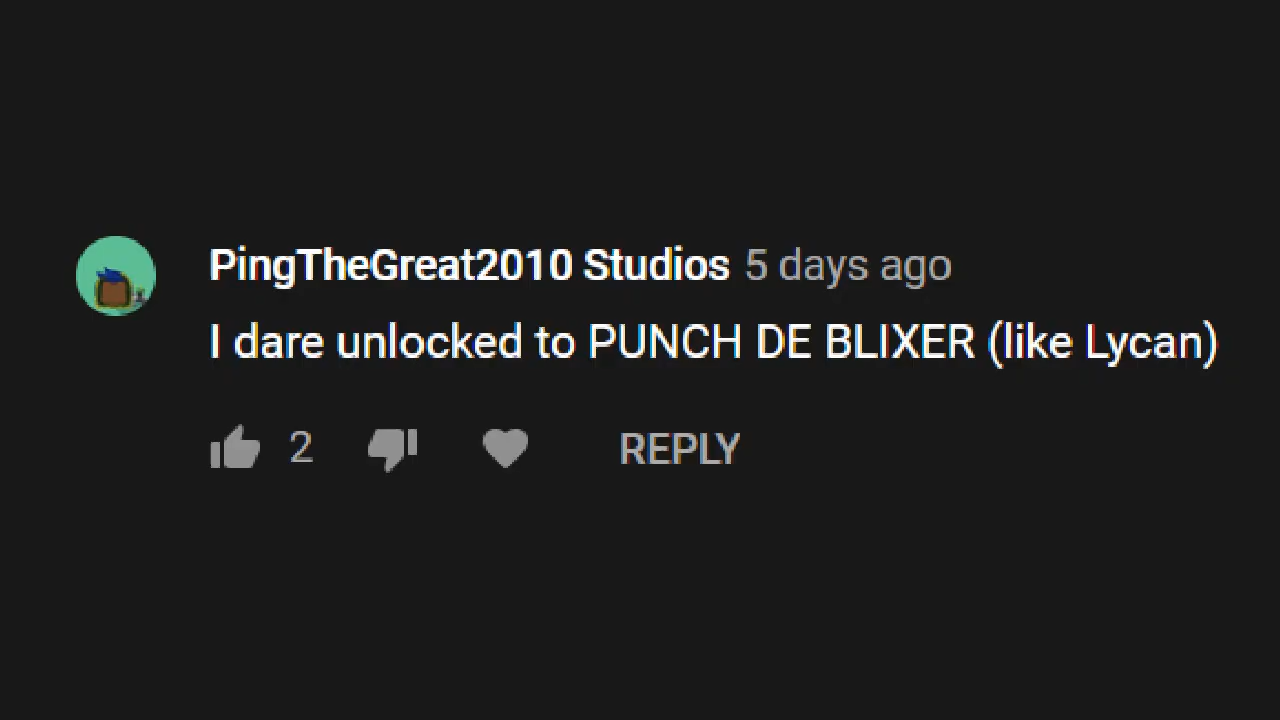 PingTheGreat2010 Studios 5 days ago
I dare unlocked to PUNCH DE BLIXER (like Lycan)
2 REPLY